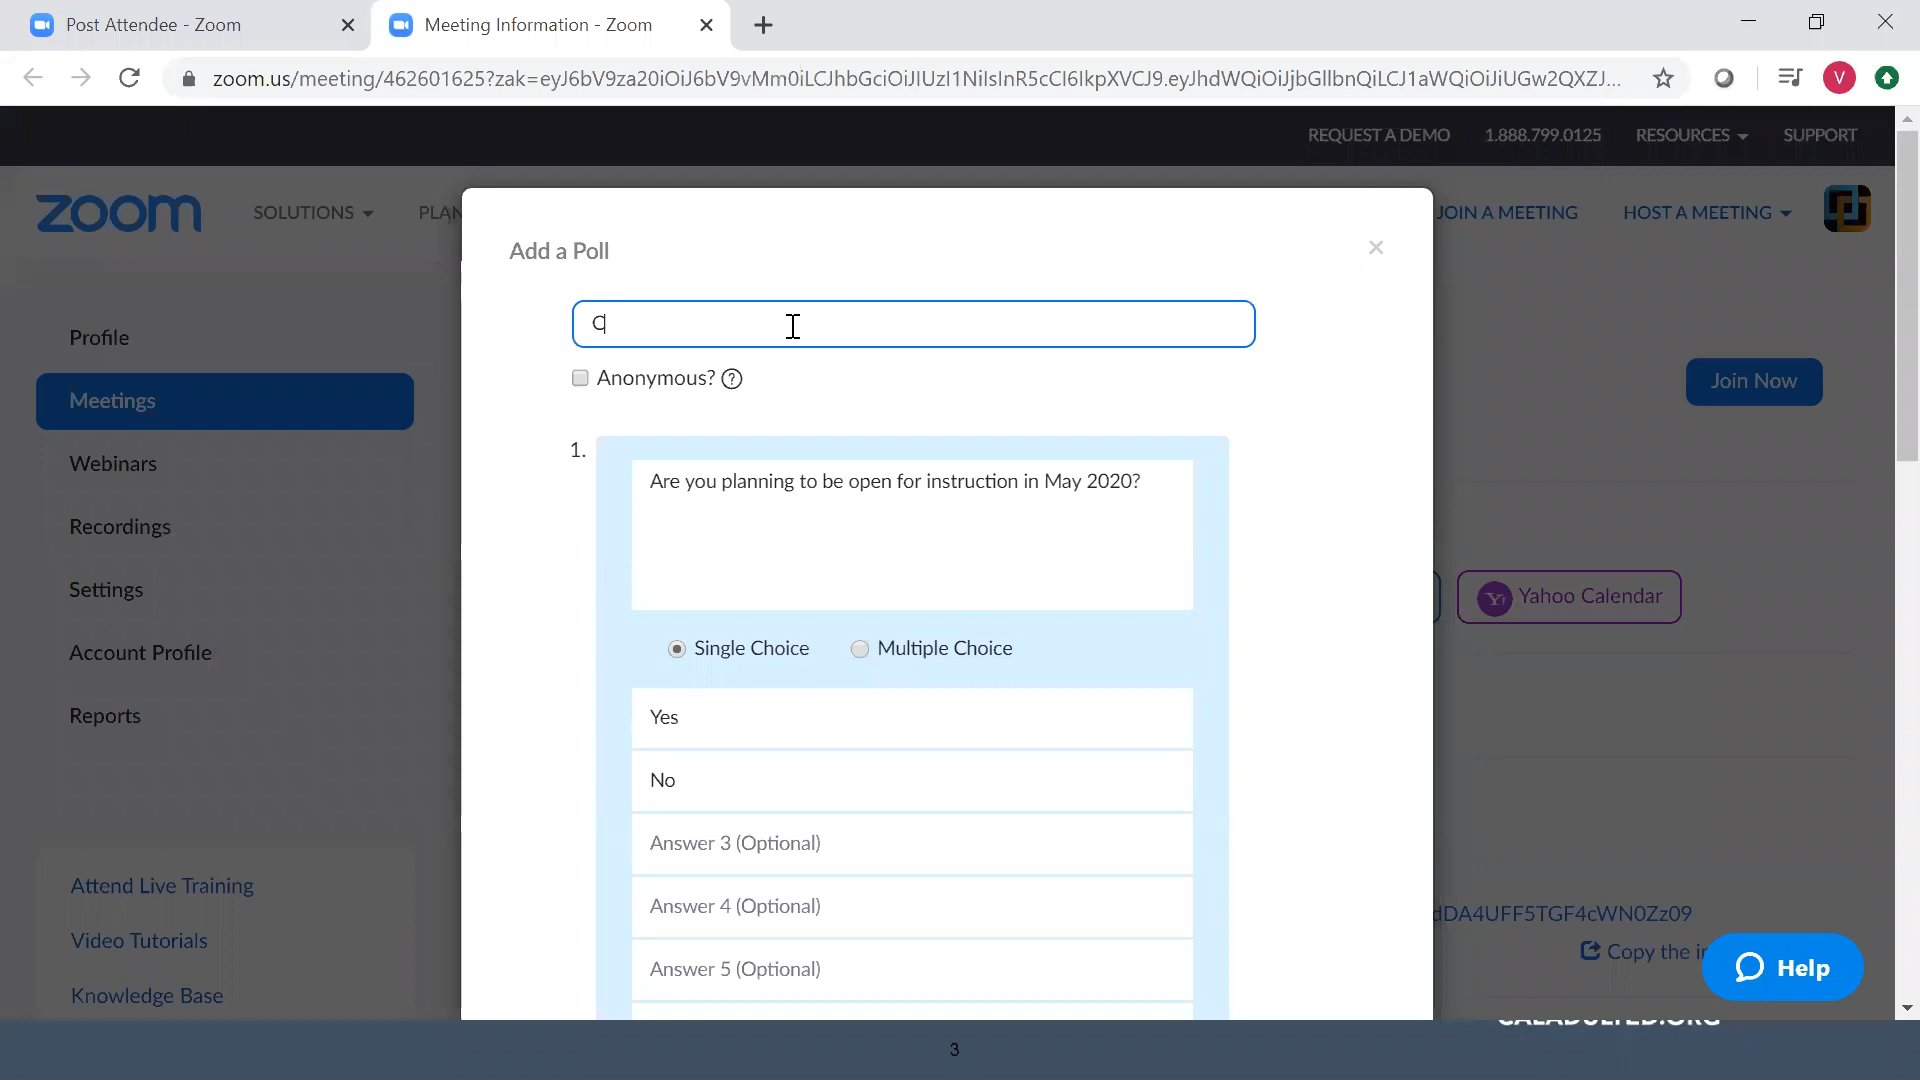 Post Attendee - Zoom
Meeting Information - Zoom
zoom.us/meeting/462601625?zak=eyJ6bV9za20iOiJ6bV9vMm0iLCJhbGciOiJIUzI1NiIsInR5cCI6IkpXVCJ9.eyJhdWQiOiJjbGllbnQiLCJ1aWQiOiJiUGw2QXZJ...
V
REQUEST A DEMO
1.888.799.0125
RESOURCES
SUPPORT
zoom
SOLUTIONS
PLAN
JOIN A MEETING
HOST A MEETING
Add a Poll
C
Anonymous? ?
Profile
Meetings
Webinars
Recordings
Settings
Account Profile
Reports
Attend Live Training
Video Tutorials
Knowledge Base
1.
Are you planning to be open for instruction in May 2020?
Single Choice
Multiple Choice
Yes
No
Answer 3 (Optional)
Answer 4 (Optional)
Answer 5 (Optional)
Join Now
Y! Yahoo Calendar
dDA4UFF5TGF4cWN0Zz09
Copy the in
Help
CALADULTED.ORG
3